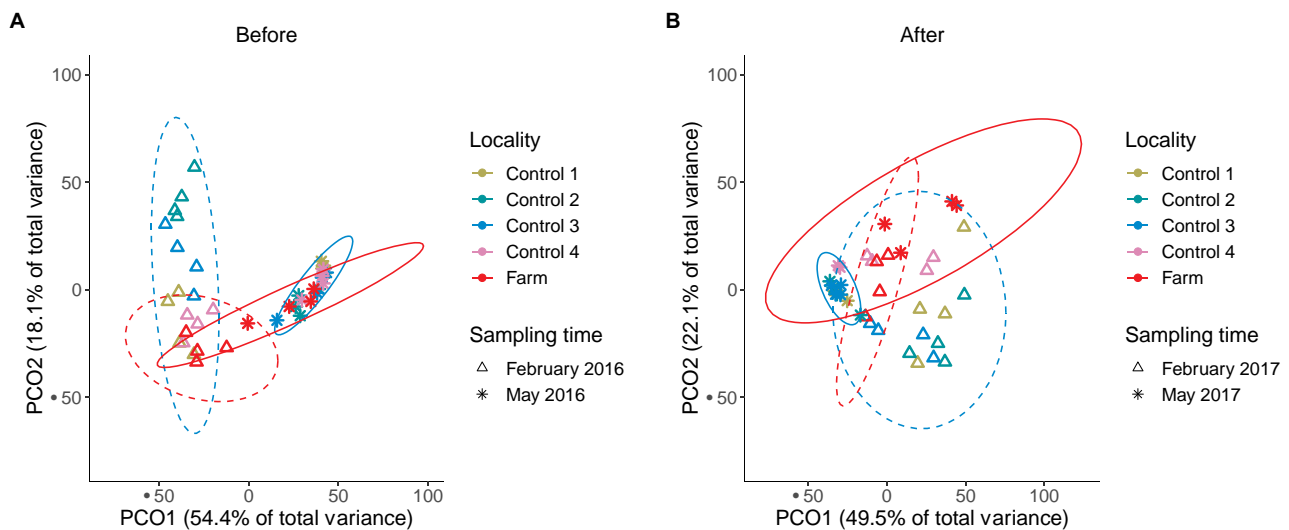 A
Before
PCO2 (18.1% of total variance)
100
50
0
•50
•50
0
50
100
PCO1 (54.4% of total variance)
Locality
Control 1
Control 2
Control 3
Control 4
Farm
Sampling time
February 2016
May 2016
B
After
PCO2 (22.1% of total variance)
100
50
0
•50
•50
0
50
100
PCO1 (49.5% of total variance)
Locality
Control 1
Control 2
Control 3
Control 4
Farm
Sampling time
February 2017
May 2017